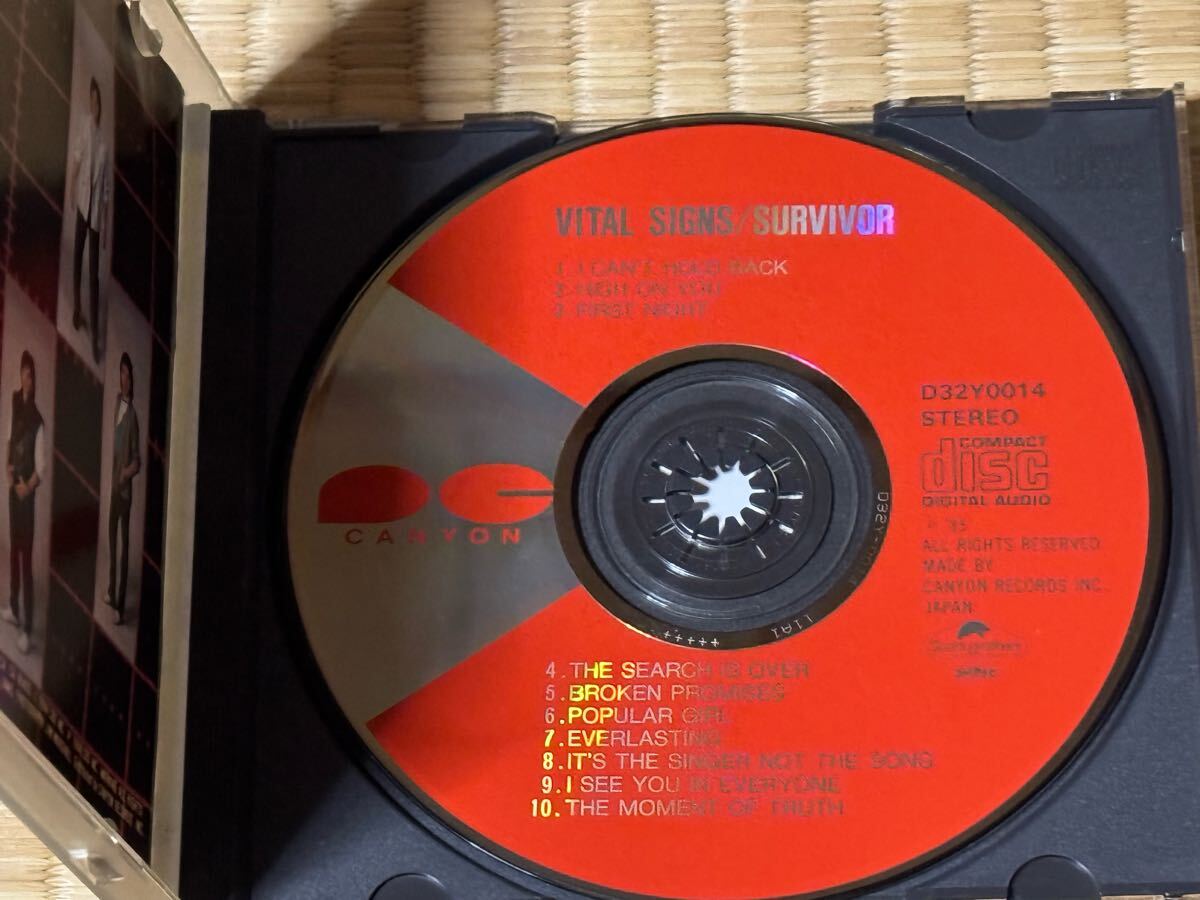 VITAL SIGNS/SURVIVOR
1. I CAN'T HOLD BACK
2. HIGH ON YOU
3. FIRST NIGHT
D32Y0014
STEREO
COMPACT
disc
DIGITAL AUDIO
ALL RIGHTS RESERVED
MADE BY
CANYON RECORDS INC.
JAPAN
CANYON
4. THE SEARCH IS OVER
5. BROKEN PROMISES
6. POPULAR GIRL
7. EVERLASTING
8. IT'S THE SINGER NOT THE SONG
9. I SEE YOU IN EVERYONE
10. THE MOMENT OF TRUTH
11A1 +++++